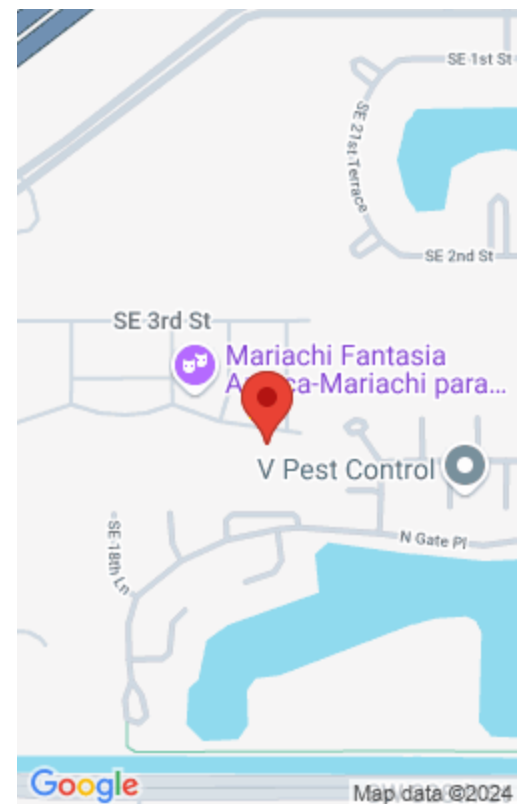 SE 1st St
SE 21st Terrace
SE 2nd St
SE 3rd St
Mariachi Fantasia
ca-Mariachi para...
V Pest Control
N Gate Pl
SE 18th Ln
Google
Map data ©2024